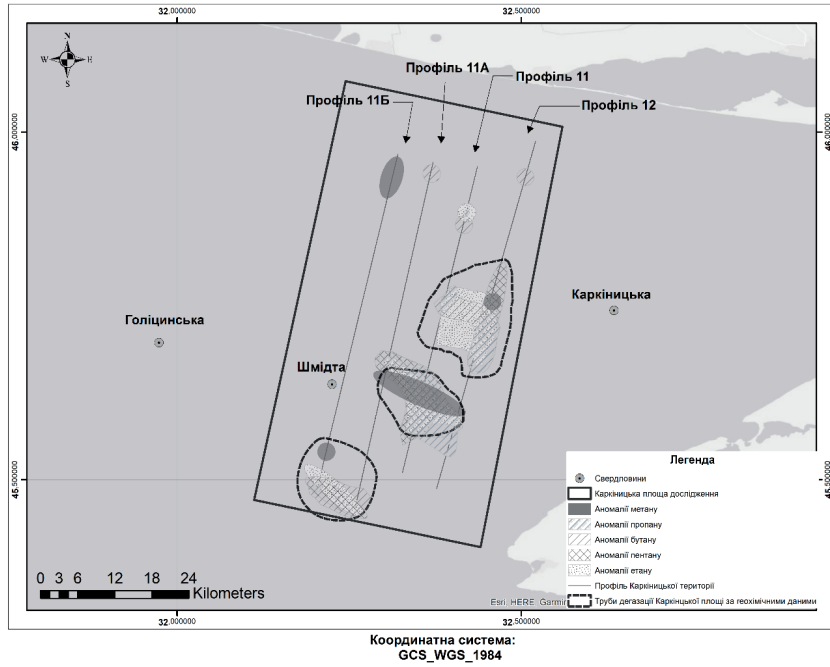 32.000000
32.500000
N
W
Н
S
Профіль 11А
Профіль 11
Профіль 11Б
Профіль 12
46.000000
46.000000
Каркіницька
Голіцинська
Шмідта
45.500000
45.500000
Легенда
Свердловини
Каркіницька площа дослідження
Аномалії метану
Аномалії пропану
Аномалії бутану
Аномалії пентану
Аномалії етану
Профіль Каркіницької території
Труби дегазації Каркінцької площі за геохімічними даними
0 3 6 12 18 24
Kilometers
Esri, HERE, Garmin
32.000000
32.500000
Координатна система:
GCS_WGS_1984